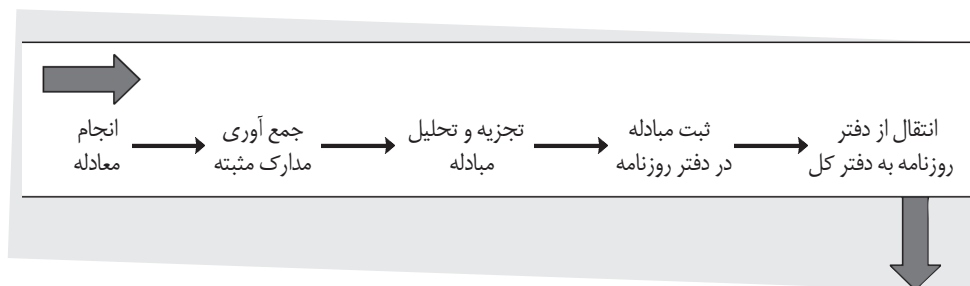 انجام
معادله
جمع آوری
مدارک مثبته
تجزیه و تحلیل
مبادله
ثبت مبادله
در دفتر روزنامه
انتقال از دفتر
روزنامه به دفتر کل